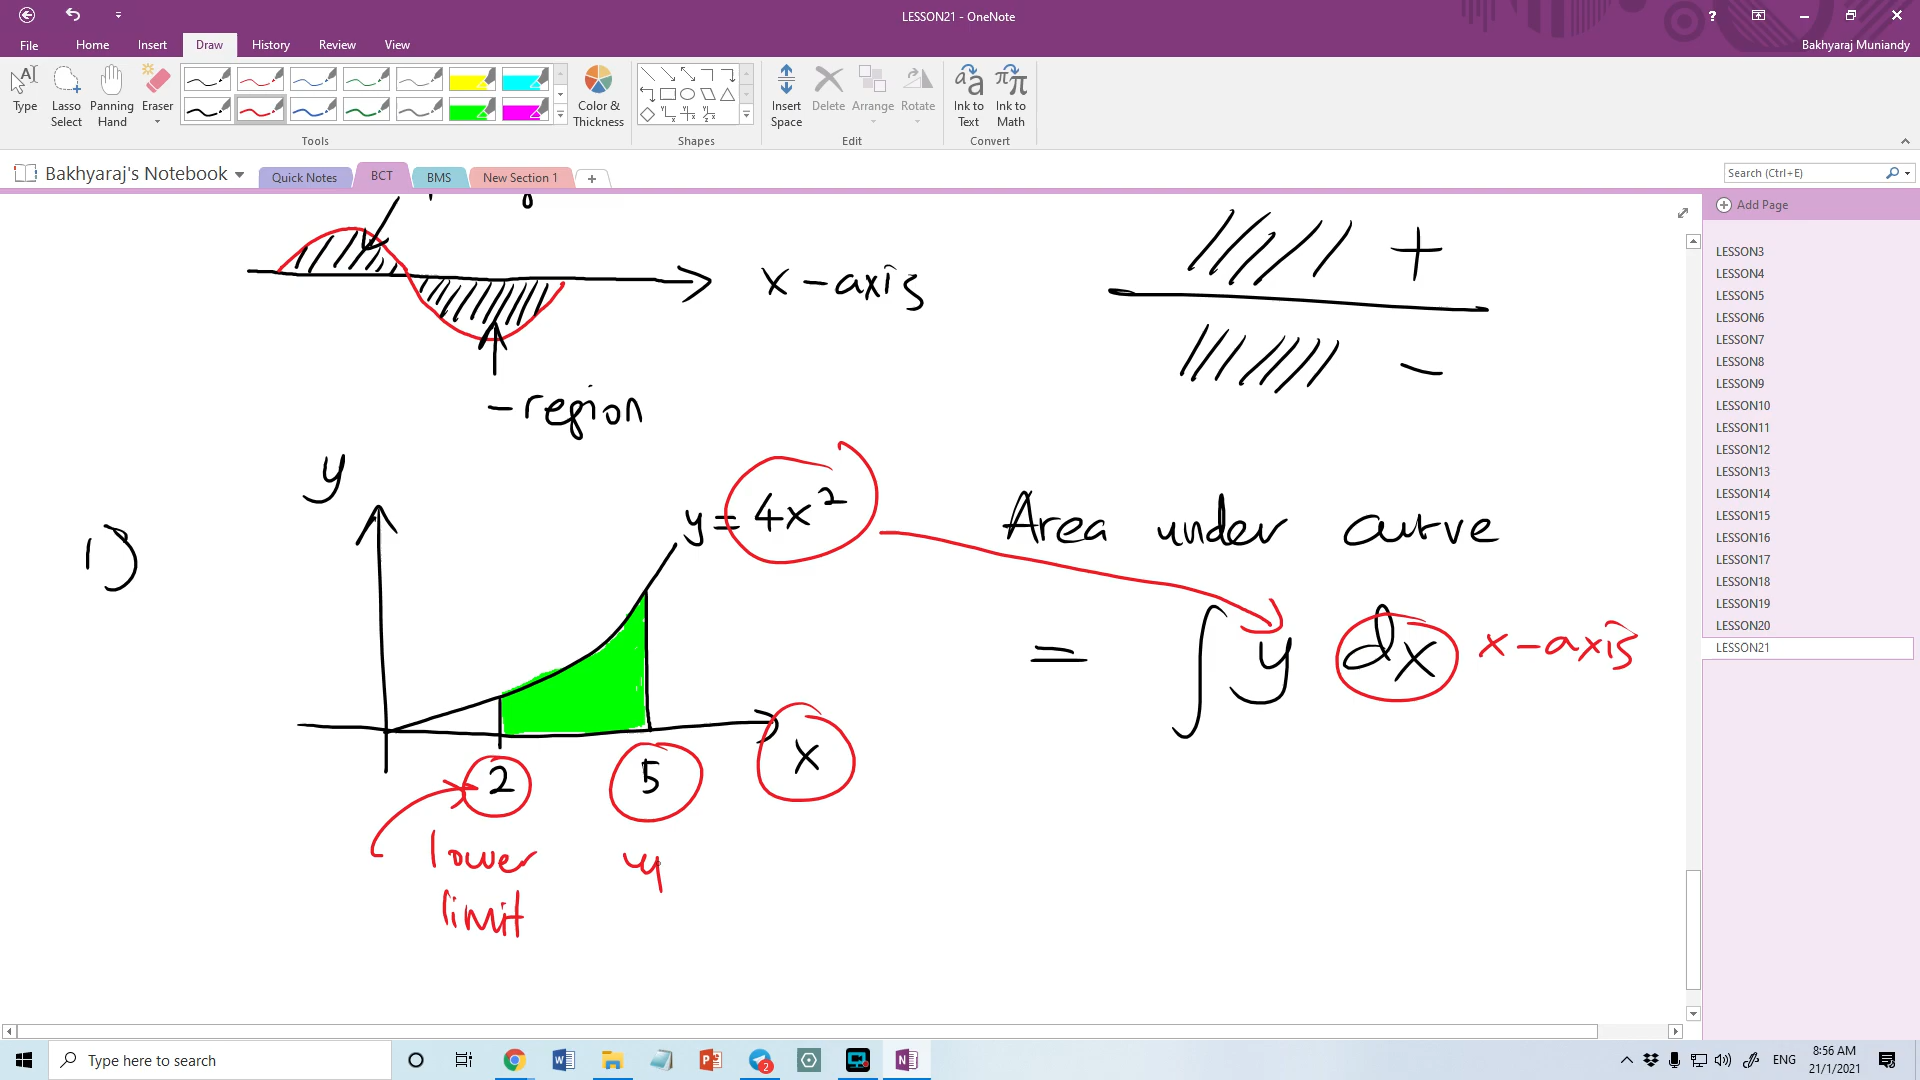 LESSON21 - OneNote
?
File Home Insert Draw History Review View
Bakhyaraj Muniandy
Type
Lasso Select
Panning Hand
Eraser
Color & Thickness
Insert Space
Delete
Arrange
Rotate
Ink to Text
Ink to Math
Tools
Shapes
Edit
Convert
Bakhyaraj's Notebook
Quick Notes
BCT
BMS
New Section 1
Search (Ctrl+E)
Add Page
LESSON3
LESSON4
LESSON5
LESSON6
LESSON7
LESSON8
LESSON9
LESSON10
LESSON11
LESSON12
LESSON13
LESSON14
LESSON15
LESSON16
LESSON17
LESSON18
LESSON19
LESSON20
LESSON21
x-axis
+
-
-region
1)
y
y = 4x²
2
5
x
lower
limit
Area under curve
= ∫ y dx
x-axis
Type here to search
2
ENG
8:56 AM
21/1/2021